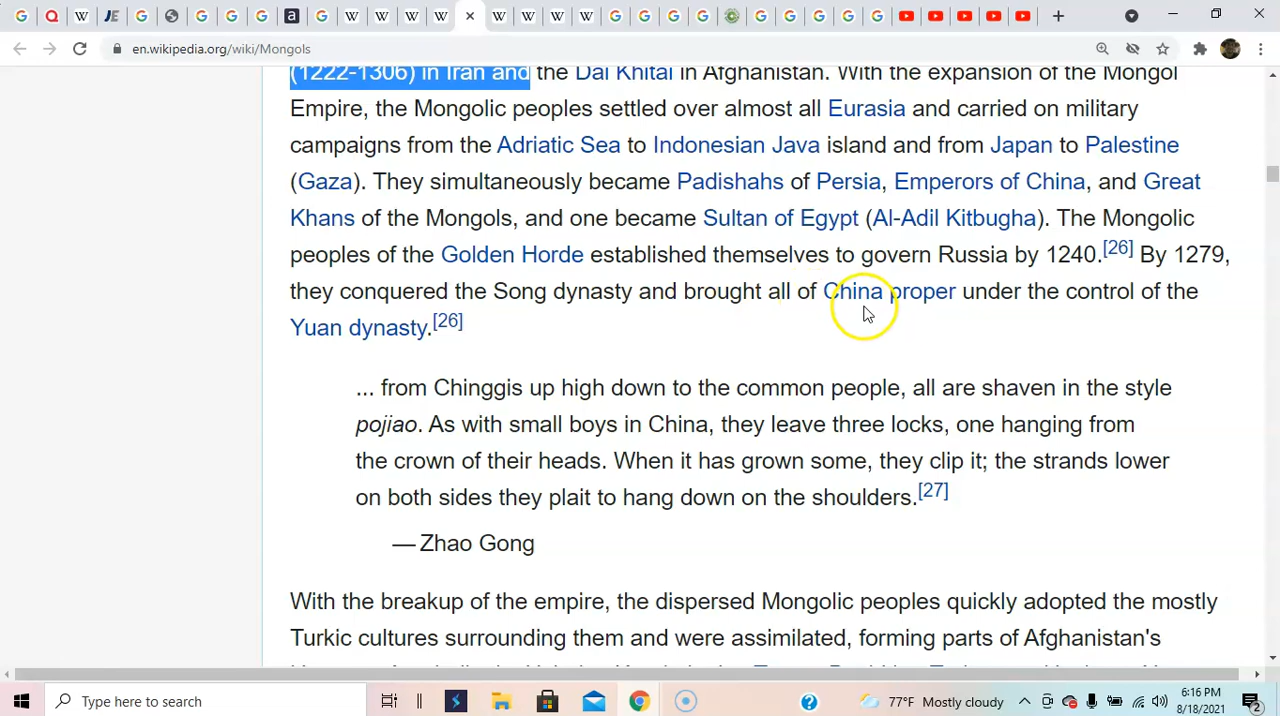 en.wikipedia.org/wiki/Mongols
(1222-1306) in Iran and the Dai Khitai in Afghanistan. With the expansion of the Mongol
Empire, the Mongolic peoples settled over almost all Eurasia and carried on military
campaigns from the Adriatic Sea to Indonesian Java island and from Japan to Palestine
(Gaza). They simultaneously became Padishahs of Persia, Emperors of China, and Great
Khans of the Mongols, and one became Sultan of Egypt (Al-Adil Kitbugha). The Mongolic
peoples of the Golden Horde established themselves to govern Russia by 1240.[26] By 1279,
they conquered the Song dynasty and brought all of China proper under the control of the
Yuan dynasty.[26]
... from Chinggis up high down to the common people, all are shaven in the style
pojiao. As with small boys in China, they leave three locks, one hanging from
the crown of their heads. When it has grown some, they clip it; the strands lower
on both sides they plait to hang down on the shoulders.[27]
— Zhao Gong
With the breakup of the empire, the dispersed Mongolic peoples quickly adopted the mostly
Turkic cultures surrounding them and were assimilated, forming parts of Afghanistan's
Type here to search
77°F Mostly cloudy
6:16 PM
8/18/2021
2